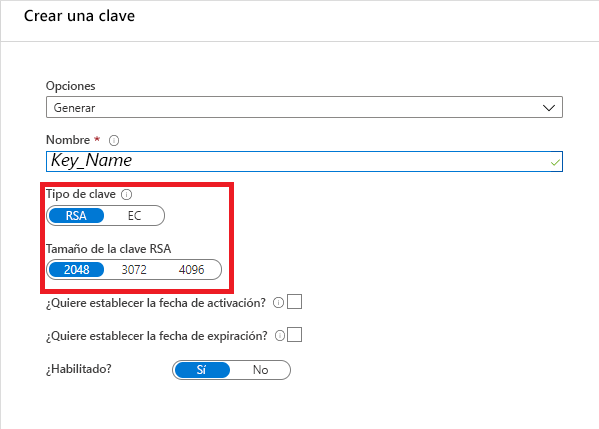 Crear una clave
Opciones
Generar
Nombre *
Key_Name
Tipo de clave
RSA EC
Tamaño de la clave RSA
2048 3072 4096
¿Quiere establecer la fecha de activación?
¿Quiere establecer la fecha de expiración?
¿Habilitado? Sí No